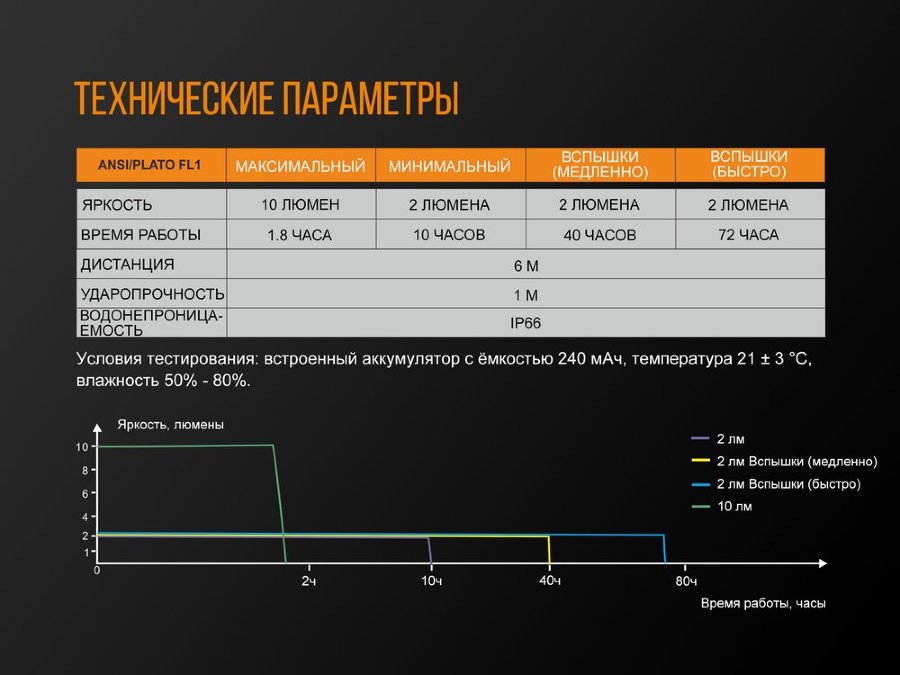 ТЕХНИЧЕСКИЕ ПАРАМЕТРЫ
ANSI/PLATO FL1 МАКСИМАЛЬНЫЙ МИНИМАЛЬНЫЙ ВСПЫШКИ (МЕДЛЕННО) ВСПЫШКИ (БЫСТРО)
ЯРКОСТЬ 10 ЛЮМЕН 2 ЛЮМЕНА 2 ЛЮМЕНА 2 ЛЮМЕНА
ВРЕМЯ РАБОТЫ 1.8 ЧАСА 10 ЧАСОВ 40 ЧАСОВ 72 ЧАСА
ДИСТАНЦИЯ 6 М
УДАРОПРОЧНОСТЬ 1 М
ВОДОНЕПРОНИЦА-
ЕМОСТЬ IP66
Условия тестирования: встроенный аккумулятор с ёмкостью 240 мАч, температура 21 ± 3 °C,
влажность 50% - 80%.
Яркость, люмены
10
8
6
4
2
1
0
2ч 10ч 40ч 80ч
Время работы, часы
2 лм
2 лм Вспышки (медленно)
2 лм Вспышки (быстро)
10 лм